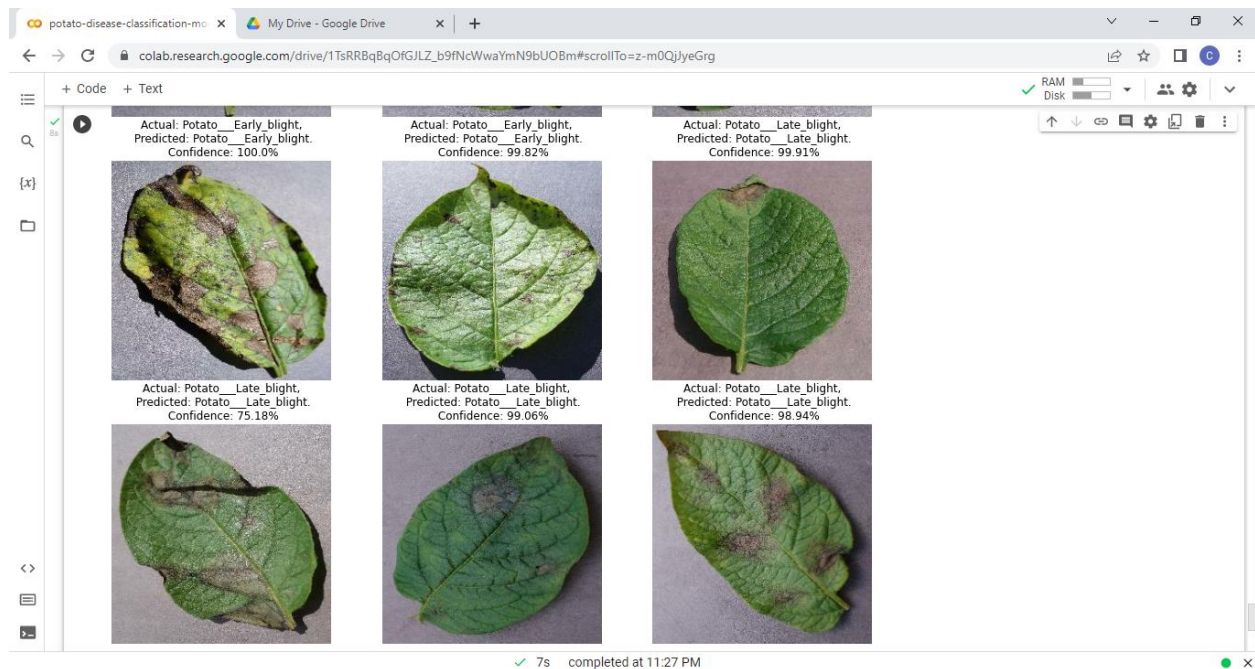 potato-disease-classification-mo
My Drive - Google Drive
colab.research.google.com/drive/1TsRRBqBqOfGJLZ_b9fNcWwaYmN9bUOBm#scrollTo=z-m0QjJyeGrg
C
+ Code + Text
RAM
Disk
{x}
8s
Actual: Potato___Early_blight,
Predicted: Potato___Early_blight.
Confidence: 100.0%
Actual: Potato___Early_blight,
Predicted: Potato___Early_blight.
Confidence: 99.82%
Actual: Potato___Late_blight,
Predicted: Potato___Late_blight.
Confidence: 99.91%
Actual: Potato___Late_blight,
Predicted: Potato___Late_blight.
Confidence: 75.18%
Actual: Potato___Late_blight,
Predicted: Potato___Late_blight.
Confidence: 99.06%
Actual: Potato___Late_blight,
Predicted: Potato___Late_blight.
Confidence: 98.94%
7s completed at 11:27 PM